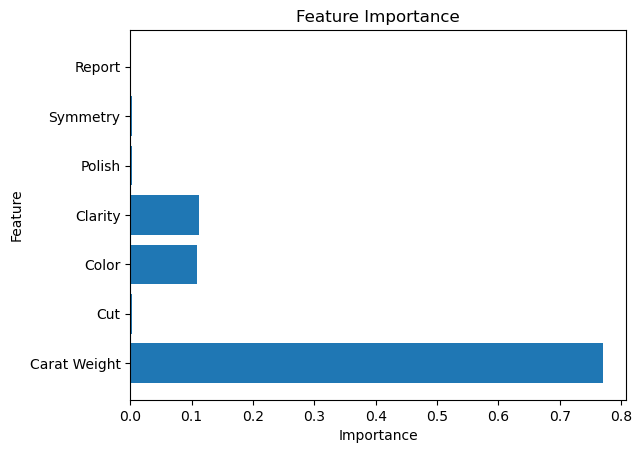 Feature Importance
Report
Symmetry
Polish
Clarity
Color
Cut
Carat Weight
Feature
0.0 0.1 0.2 0.3 0.4 0.5 0.6 0.7 0.8
Importance